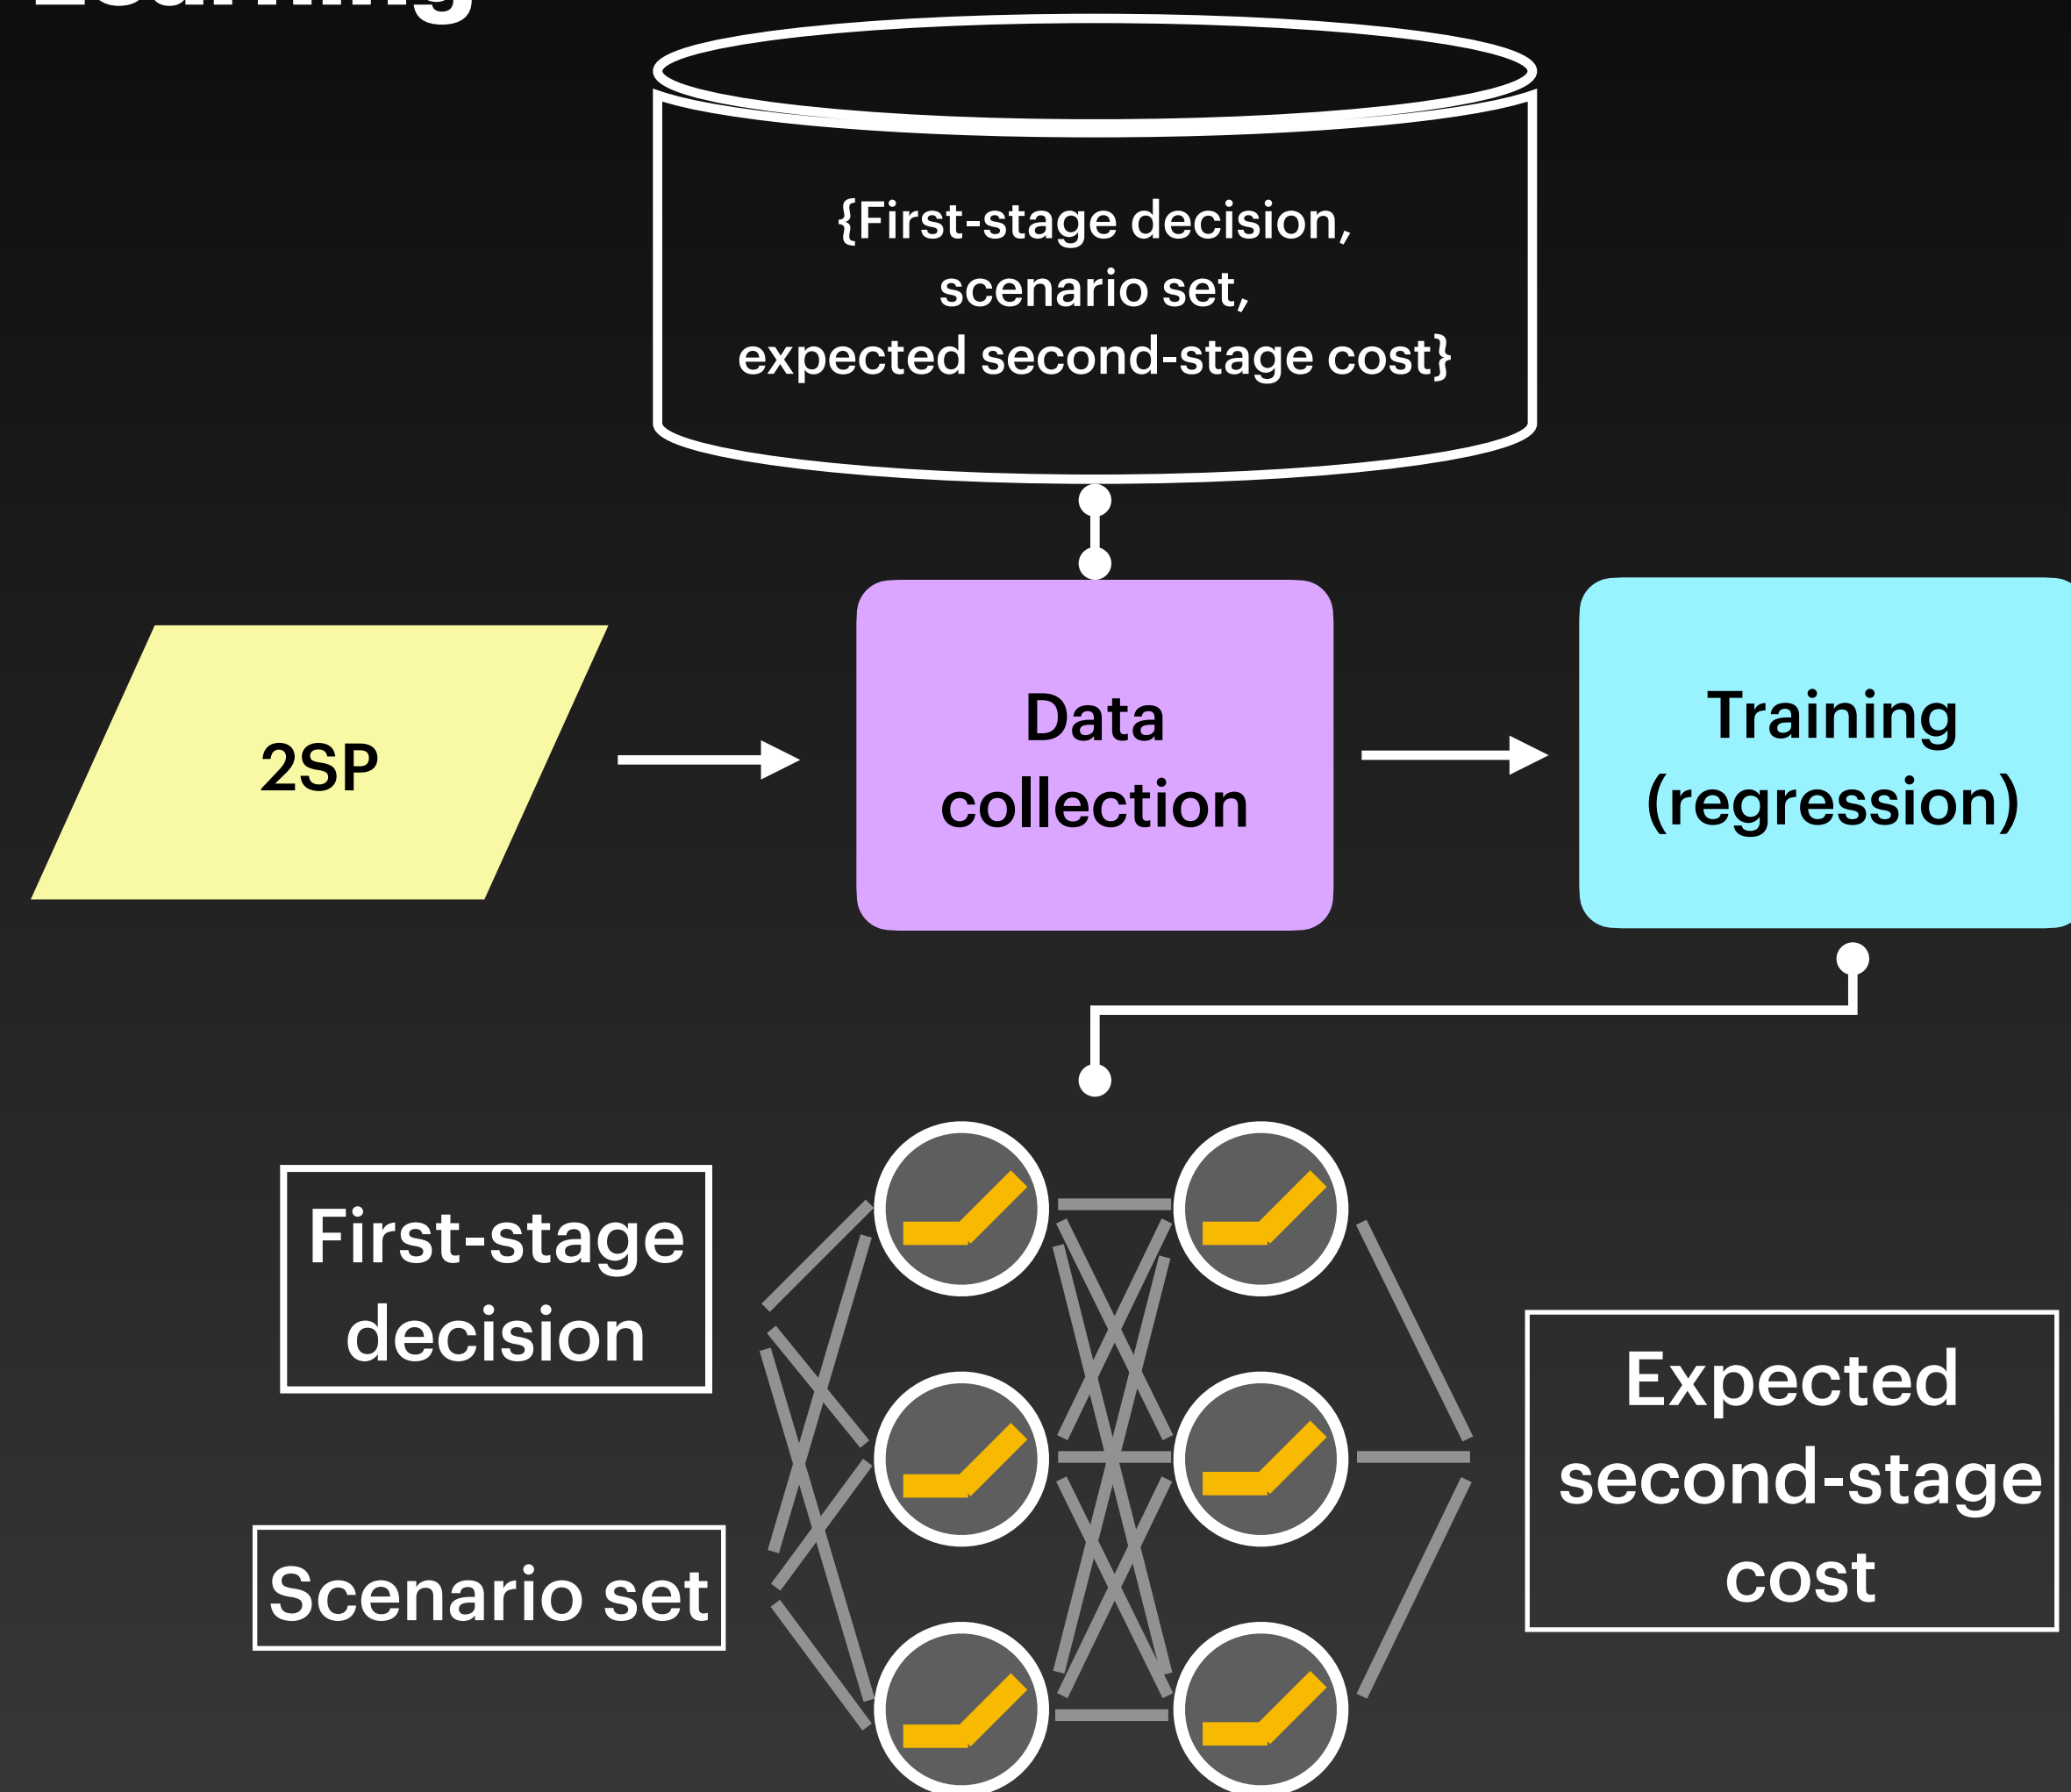 {First-stage decision,
scenario set,
expected second-stage cost}
2SP
Data
collection
Training
(regression)
First-stage
decision
Scenario set
Expected
second-stage
cost